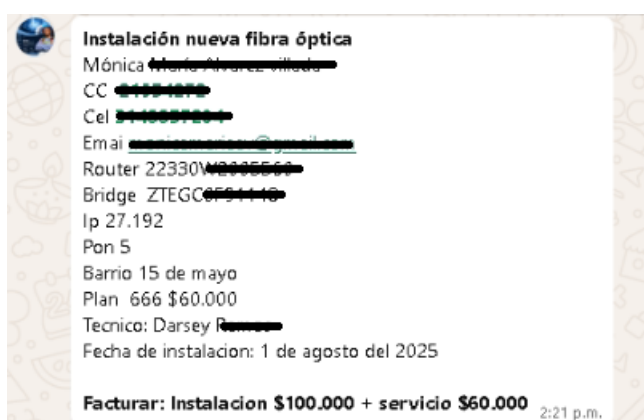 Instalación nueva fibra óptica
Mónica
CC
Cel
Emai
Router 22330
Bridge ZTEGC
Ip 27.192
Pon 5
Barrio 15 de mayo
Plan 666 $60.000
Tecnico: Darsey
Fecha de instalacion: 1 de agosto del 2025
Facturar: Instalacion $100.000 + servicio $60.000
2:21 p.m.